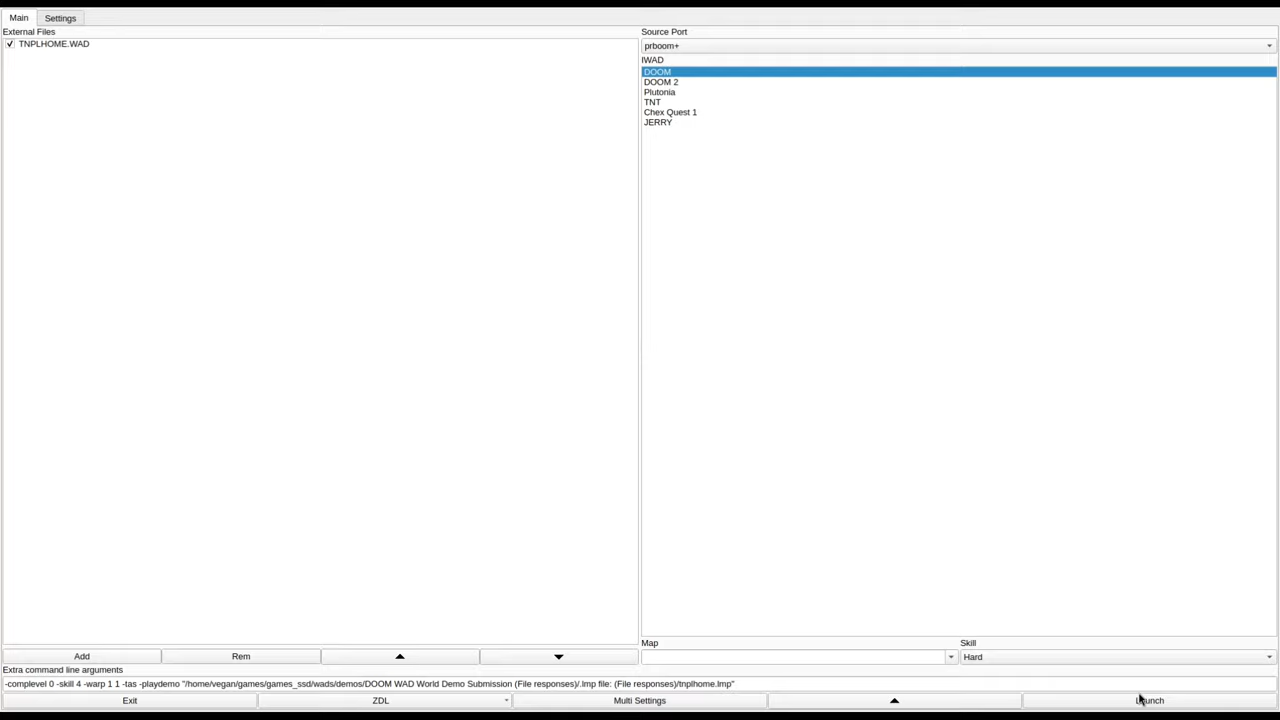 Main Settings
External Files
TNPLHOME.WAD
Source Port
prboom+
IWAD
DOOM
DOOM 2
Plutonia
TNT
Chex Quest 1
JERRY
Map
Skill
Hard
Add Rem
Extra command line arguments
-complevel 0 -skill 4 -warp 1 1 -tas -playdemo "/home/vegan/games/games_ssd/wads/demos/DOOM WAD World Demo Submission (File responses)/.lmp file: (File responses)/tnplhome.lmp"
Exit ZDL Multi Settings Launch